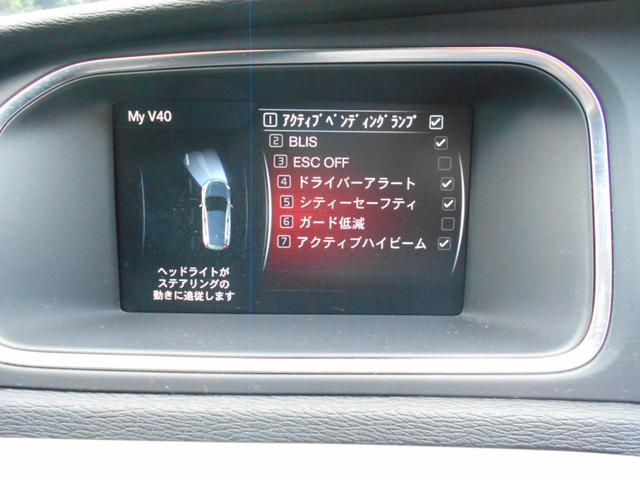 My V40
1 アクティブベンディングランプ
2 BLIS
3 ESC OFF
4 ドライバーアラート
5 シティーセーフティ
6 ガード低減
7 アクティブハイビーム
ヘッドライトが
ステアリングの
動きに追従します